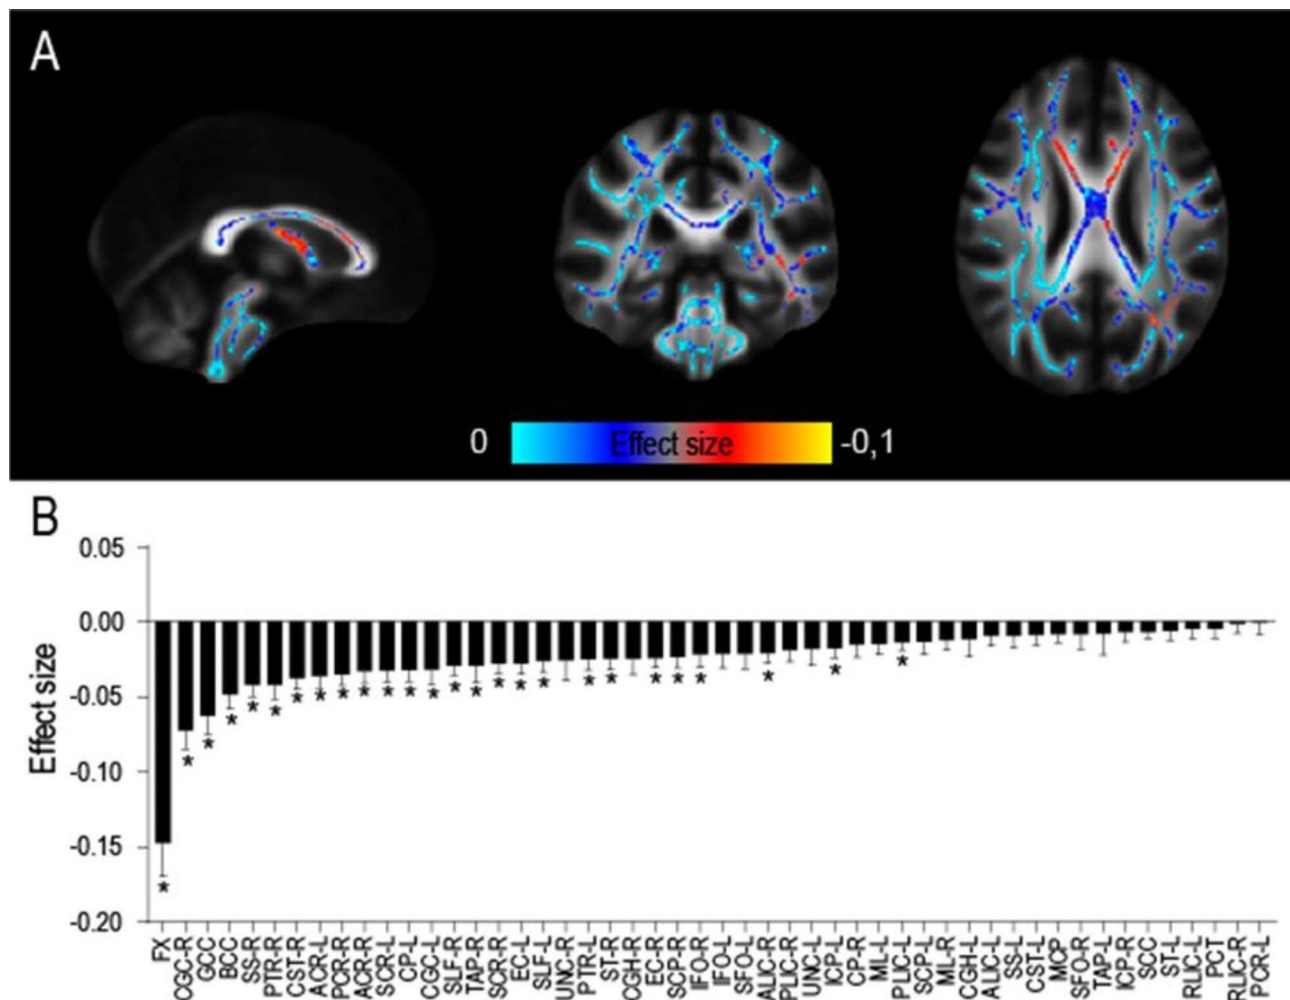 A
0 Effect size -0,1
B
0.05
0.00
-0.05
-0.10
-0.15
-0.20
Effect size
FX
CGC-R
GCC
BCC
SS-R
PTR-R
CST-R
ACR-L
PCR-R
ACR-R
SCR-L
CP-L
CGC-L
SLF-R
TAP-R
SCR-R
EC-L
SLF-L
UNC-R
PTR-L
ST-R
CGH-R
EC-R
SCP-R
IFO-R
IFO-L
SFO-L
ALIC-R
PLIC-R
UNC-L
ICP-L
CP-R
ML-L
PLIC-L
SCP-L
ML-R
CGH-L
ALIC-L
SS-L
CST-L
MCP
SFO-R
TAP-L
ICP-R
SCC
ST-L
RLIC-L
PCT
RLIC-R
PCR-L